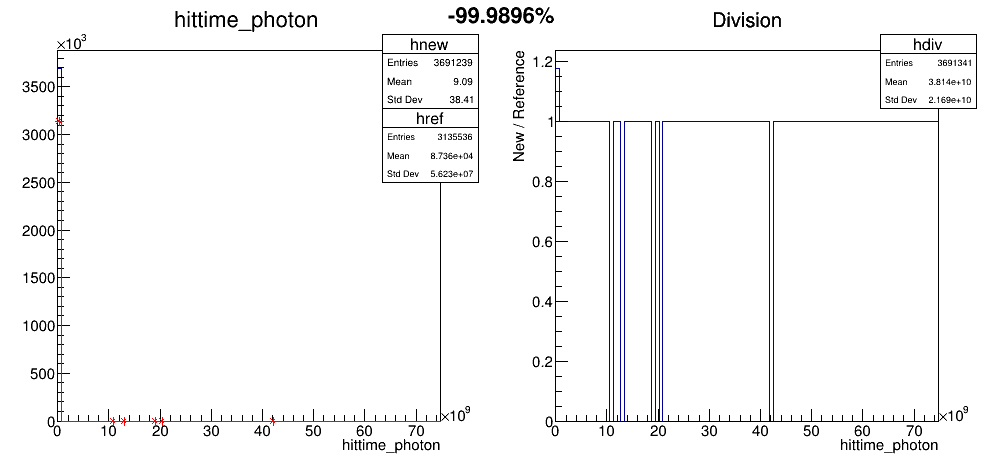 -99.9896%
hittime_photon
×10³
hnew
Entries 3691239
Mean 9.09
Std Dev 38.41
href
Entries 3135536
Mean 8.736e+04
Std Dev 5.623e+07
3500
3000
2500
2000
1500
1000
500
0
0 10 20 30 40 50 60 70
×10⁹
hittime_photon
Division
hdiv
Entries 3691341
Mean 3.814e+10
Std Dev 2.169e+10
New / Reference
1.2
1
0.8
0.6
0.4
0.2
0
0 10 20 30 40 50 60 70
×10⁹
hittime_photon